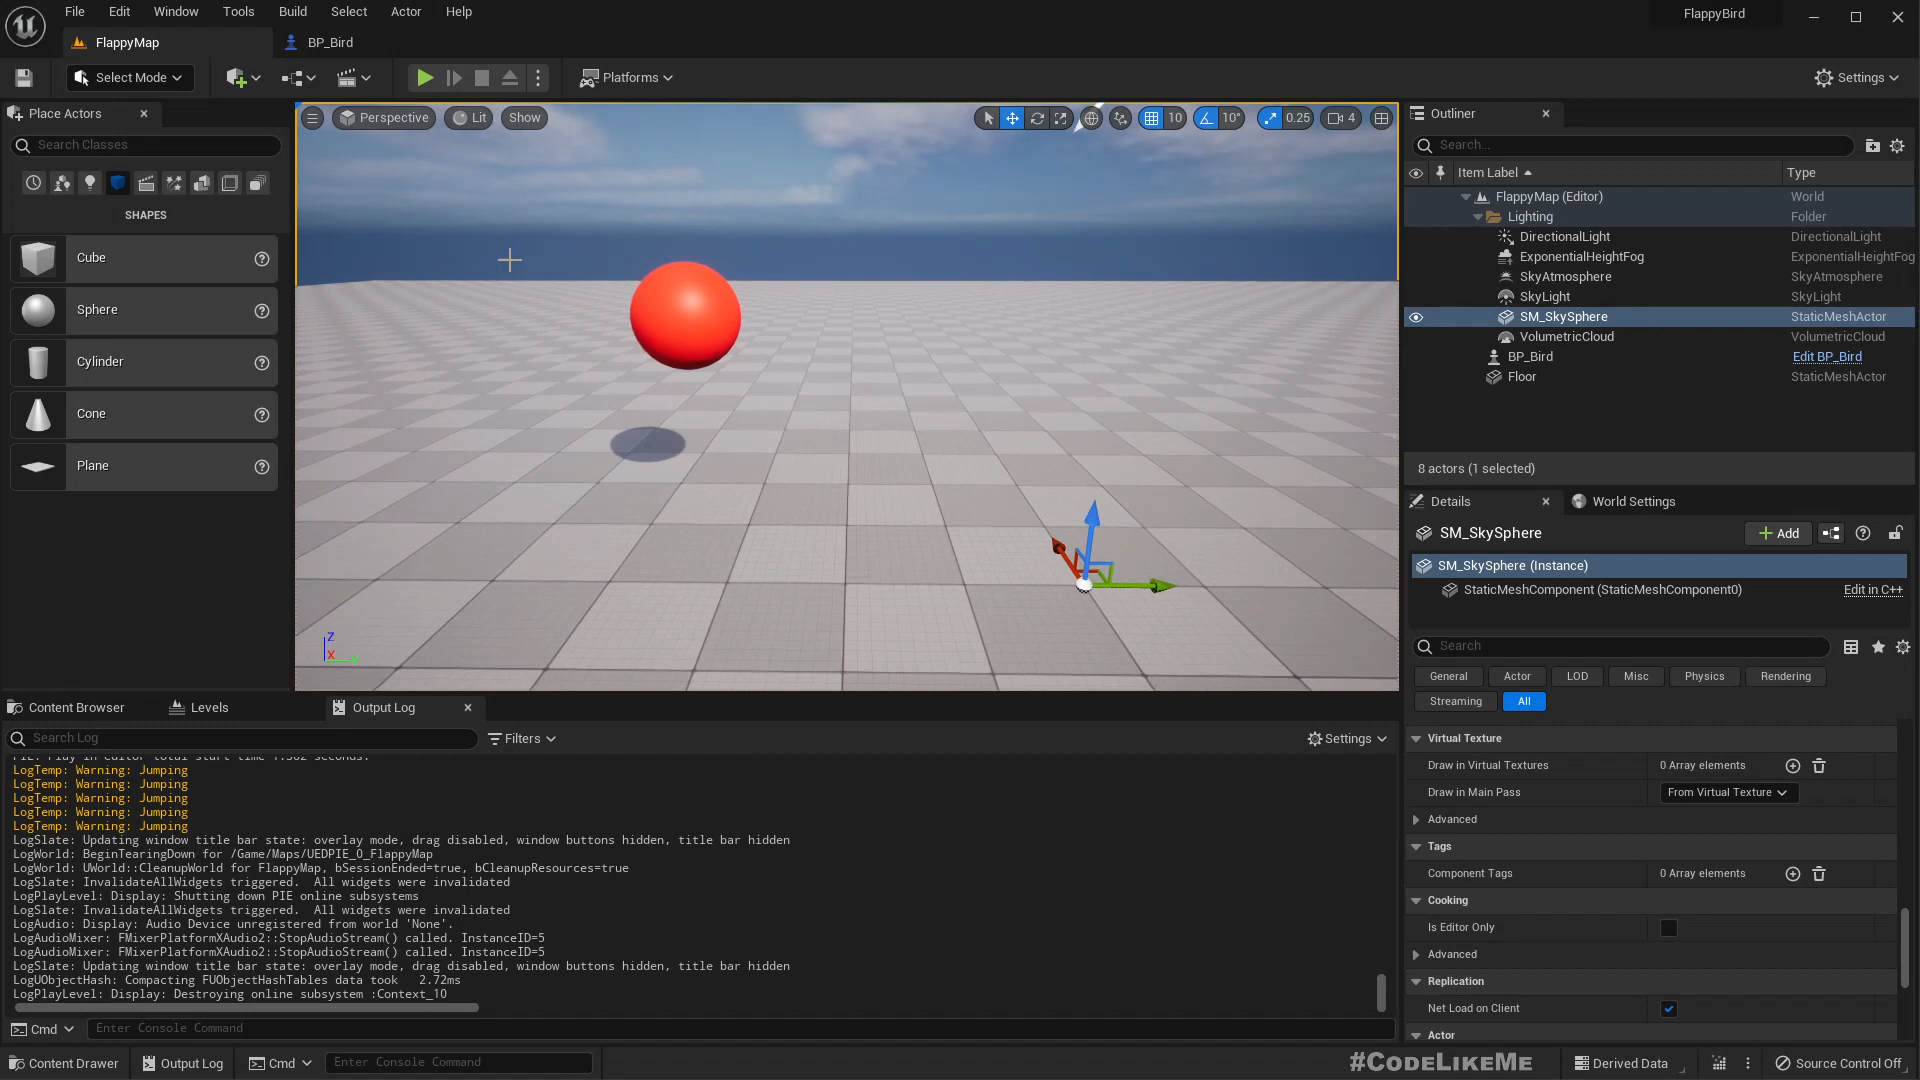 File Edit Window Tools Build Select Actor Help
FlappyBird
FlappyMap
BP_Bird
Select Mode
Platforms
Settings
Place Actors
Search Classes
SHAPES
Cube
Sphere
Cylinder
Cone
Plane
Perspective
Lit
Show
10
10°
0.25
4
Z
X
Y
Outliner
Search...
Item Label
Type
FlappyMap (Editor)
World
Lighting
Folder
DirectionalLight
DirectionalLight
ExponentialHeightFog
ExponentialHeightFog
SkyAtmosphere
SkyAtmosphere
SkyLight
SkyLight
SM_SkySphere
StaticMeshActor
VolumetricCloud
VolumetricCloud
BP_Bird
Edit BP_Bird
Floor
StaticMeshActor
8 actors (1 selected)
Details
World Settings
SM_SkySphere
Add
SM_SkySphere (Instance)
StaticMeshComponent (StaticMeshComponent0)
Edit in C++
Search
General
Actor
LOD
Misc
Physics
Rendering
Streaming
All
Virtual Texture
Draw in Virtual Textures
0 Array elements
Draw in Main Pass
From Virtual Texture
Advanced
Tags
Component Tags
0 Array elements
Cooking
Is Editor Only
Advanced
Replication
Net Load on Client
Actor
Content Browser
Levels
Output Log
Search Log
Filters
Settings
LogTemp: Warning: Jumping
LogTemp: Warning: Jumping
LogTemp: Warning: Jumping
LogTemp: Warning: Jumping
LogTemp: Warning: Jumping
LogSlate: Updating window title bar state: overlay mode, drag disabled, window buttons hidden, title bar hidden
LogWorld: BeginTearingDown for /Game/Maps/UEDPIE_0_FlappyMap
LogWorld: UWorld::CleanupWorld for FlappyMap, bSessionEnded=true, bCleanupResources=true
LogSlate: InvalidateAllWidgets triggered.  All widgets were invalidated
LogPlayLevel: Display: Shutting down PIE online subsystems
LogSlate: InvalidateAllWidgets triggered.  All widgets were invalidated
LogAudio: Display: Audio Device unregistered from world 'None'.
LogAudioMixer: FMixerPlatformXAudio2::StopAudioStream() called. InstanceID=5
LogAudioMixer: FMixerPlatformXAudio2::StopAudioStream() called. InstanceID=5
LogSlate: Updating window title bar state: overlay mode, drag disabled, window buttons hidden, title bar hidden
LogUObjectHash: Compacting FUObjectHashTables data took   2.72ms
LogPlayLevel: Display: Destroying online subsystem :Context_10
Cmd
Enter Console Command
Content Drawer
Output Log
Cmd
Enter Console Command
#CODELIKEME
Derived Data
Source Control Off